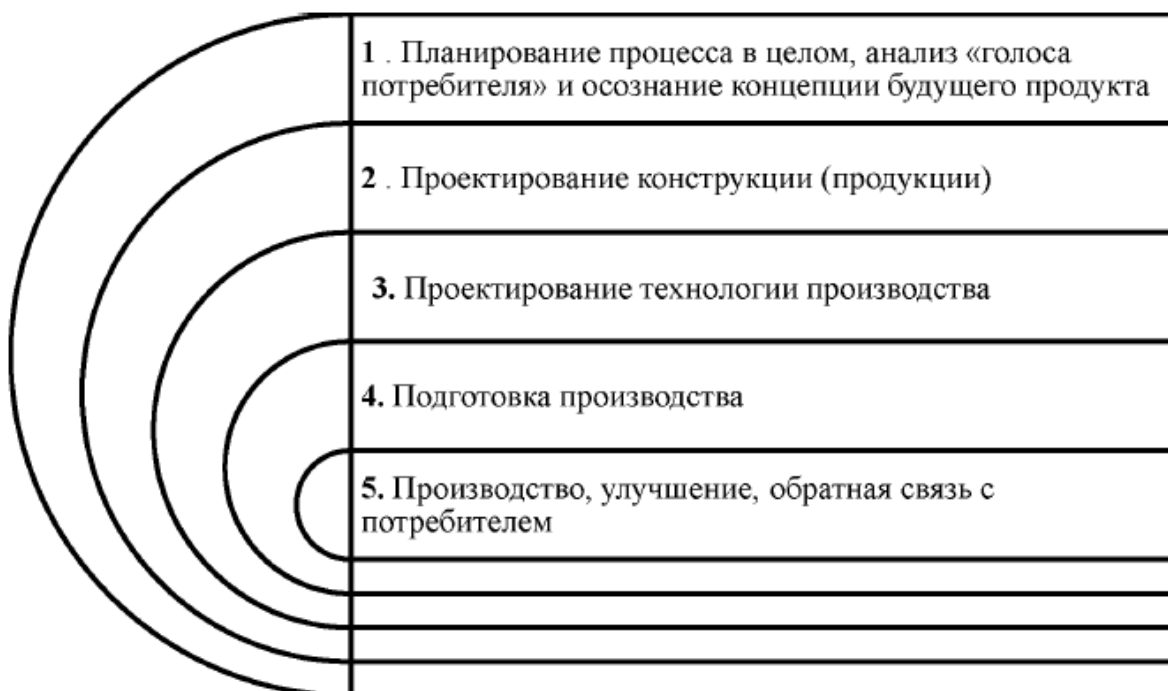 1 . Планирование процесса в целом, анализ «голоса
потребителя» и осознание концепции будущего продукта
2 . Проектирование конструкции (продукции)
3. Проектирование технологии производства
4. Подготовка производства
5. Производство, улучшение, обратная связь с
потребителем